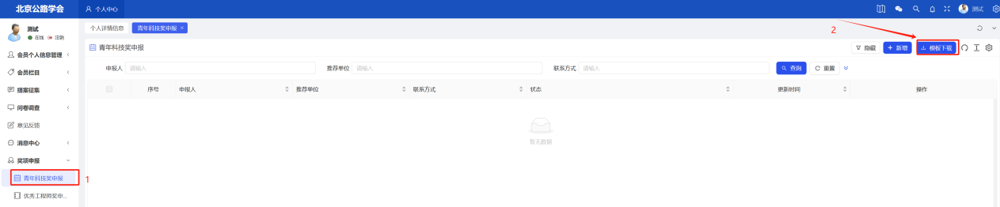 北京公路学会
个人中心
测试
测试
在线 注销
个人详情信息 青年科技奖申报 ×
2
会员个人信息管理
会员栏目
提案征集
问卷调查
意见反馈
消息中心
奖项申报
青年科技奖申报
1
优秀工程师奖申...
青年科技奖申报
隐藏 + 新增 模板下载
申报人 请输入 推荐单位 请输入 联系方式 请输入 查询 重置
序号 申报人 推荐单位 联系方式 状态 更新时间 操作
暂无数据